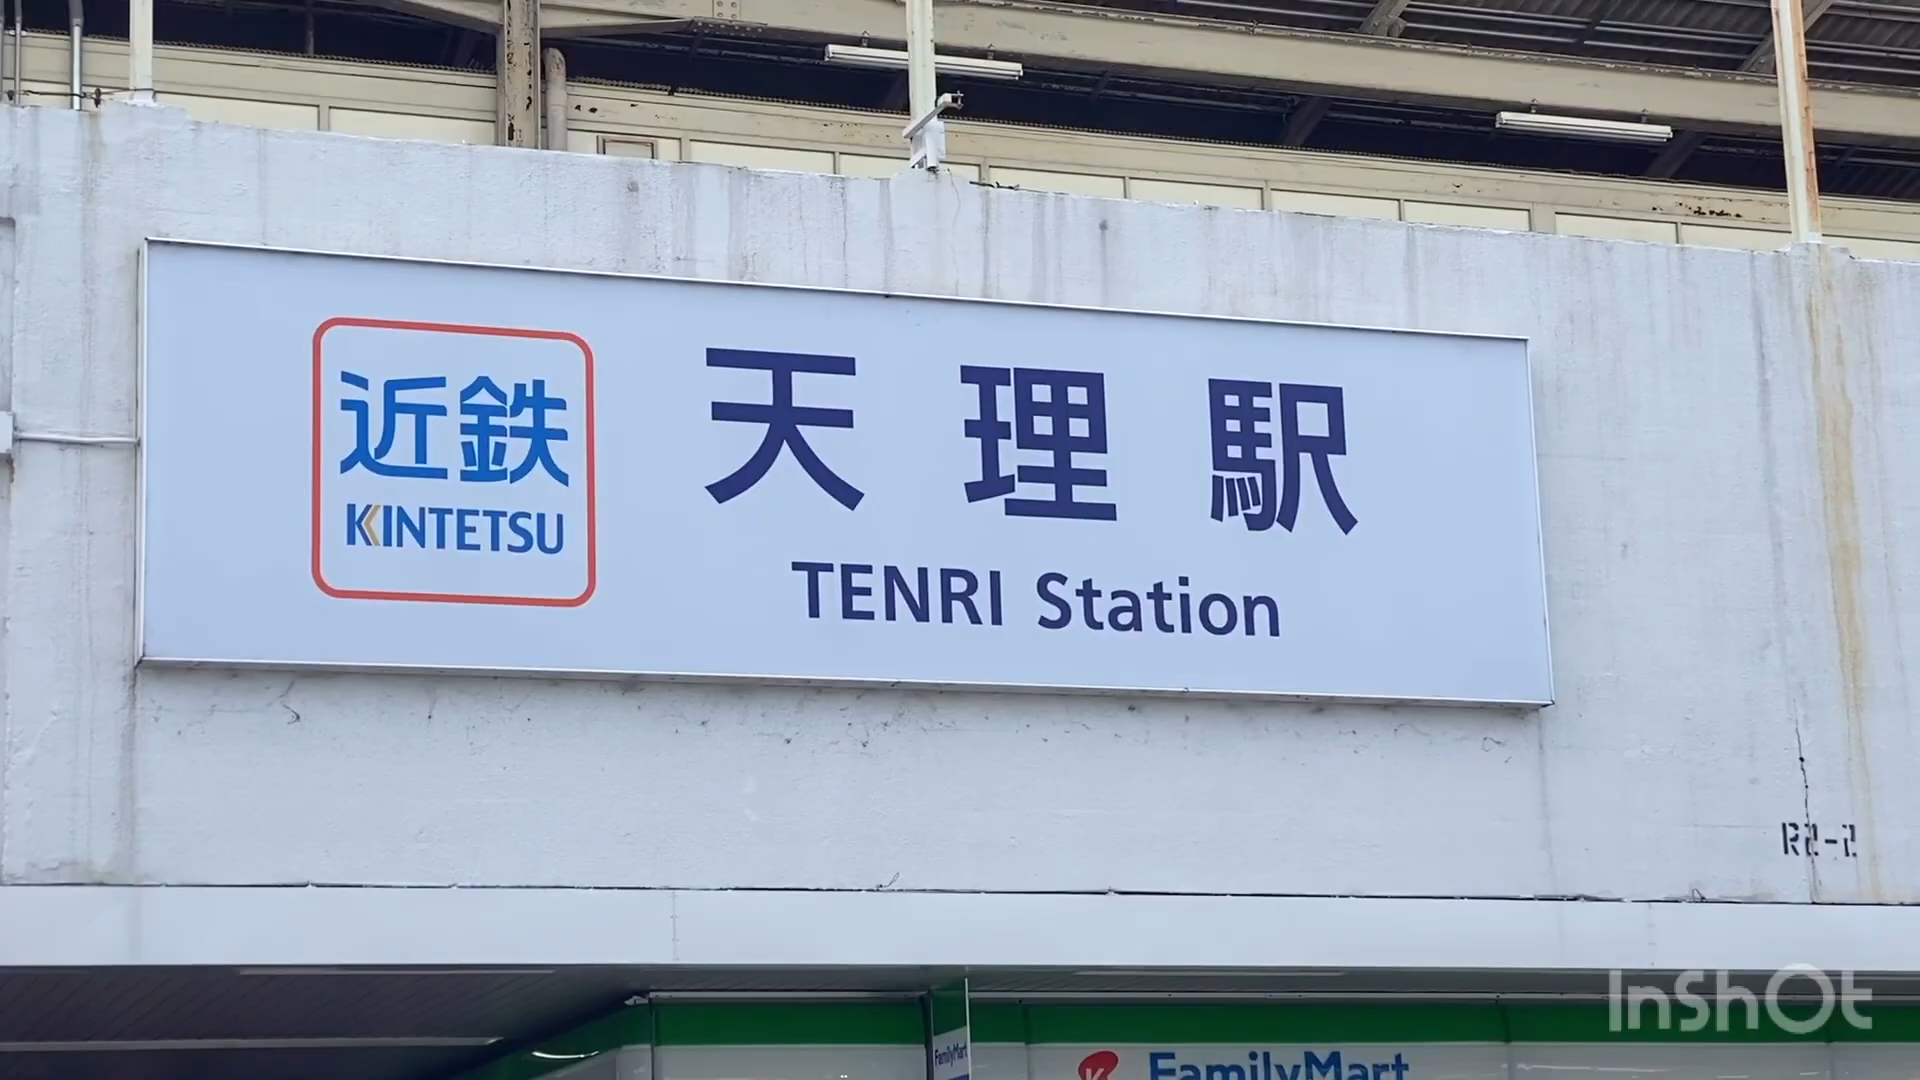 近鉄
KINTETSU
天理駅
TENRI Station
R2-2
InShOt
FamilyMart
K FamilyMart